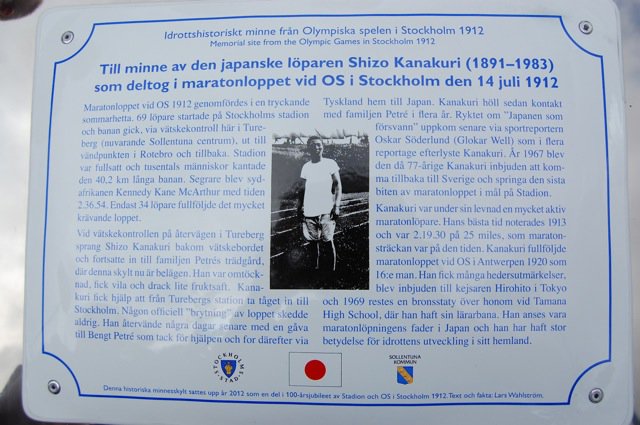 Idrottshistoriskt minne från Olympiska spelen i Stockholm 1912
Memorial site from the Olympic Games in Stockholm 1912
Till minne av den japanske löparen Shizo Kanakuri (1891–1983)
som deltog i maratonloppet vid OS i Stockholm den 14 juli 1912
Maratonloppet vid OS 1912 genomfördes i en tryckande
sommarhetta. 69 löpare startade på Stockholms stadion
och banan gick, via vätskekontroll här i Ture-
berg (nuvarande Sollentuna centrum), ut till
vändpunkten i Rotebro och tillbaka. Stadion
var fullsatt och tusentals människor kantade
den 40,2 km långa banan. Segrare blev syd-
afrikanen Kennedy Kane McArthur med tiden
2.36.54. Endast 34 löpare fullföljde det mycket
krävande loppet.
Vid vätskekontrollen på återvägen i Tureberg
sprang Shizo Kanakuri bakom vätskebordet
och fortsatte in till familjen Petrés trädgård,
där denna skylt nu är belägen. Han var omtöck-
nad, fick vila och drack lite fruktsaft. Kana-
kuri fick hjälp att från Turebergs station ta tåget in till
Stockholm. Någon officiell "brytning" av loppet skedde
aldrig. Han återvände några dagar senare med en gåva
till Bengt Petré som tack för hjälpen och for därefter via
Tyskland hem till Japan. Kanakuri höll sedan kontakt
med familjen Petré i flera år. Ryktet om "Japanen som
försvann" uppkom senare via sportreportern
Oskar Söderlund (Glokar Well) som i flera
reportage efterlyste Kanakuri. År 1967 blev
den då 77-årige Kanakuri inbjuden att kom-
ma tillbaka till Sverige och springa den sista
biten av maratonloppet i mål på Stadion.
Kanakuri var under sin levnad en mycket aktiv
maratonlöpare. Hans bästa tid noterades 1913
och var 2.19.30 på 25 miles, som maraton-
sträckan var på den tiden. Kanakuri fullföljde
maratonloppet vid OS i Antwerpen 1920 som
16:e man. Han fick många hedersutmärkelser,
blev inbjuden till kejsaren Hirohito i Tokyo
och 1969 restes en bronsstaty över honom vid Tamana
High School, där han haft sin lärarbana. Han anses vara
maratonlöpningens fader i Japan och han har haft stor
betydelse för idrottens utveckling i sitt hemland.
STOCKHOLMS
STAD
SOLLENTUNA
KOMMUN
Denna historiska minnesskylt sattes upp år 2012 som en del i 100-årsjubileet av Stadion och OS i Stockholm 1912. Text och fakta: Lars Wahlström.